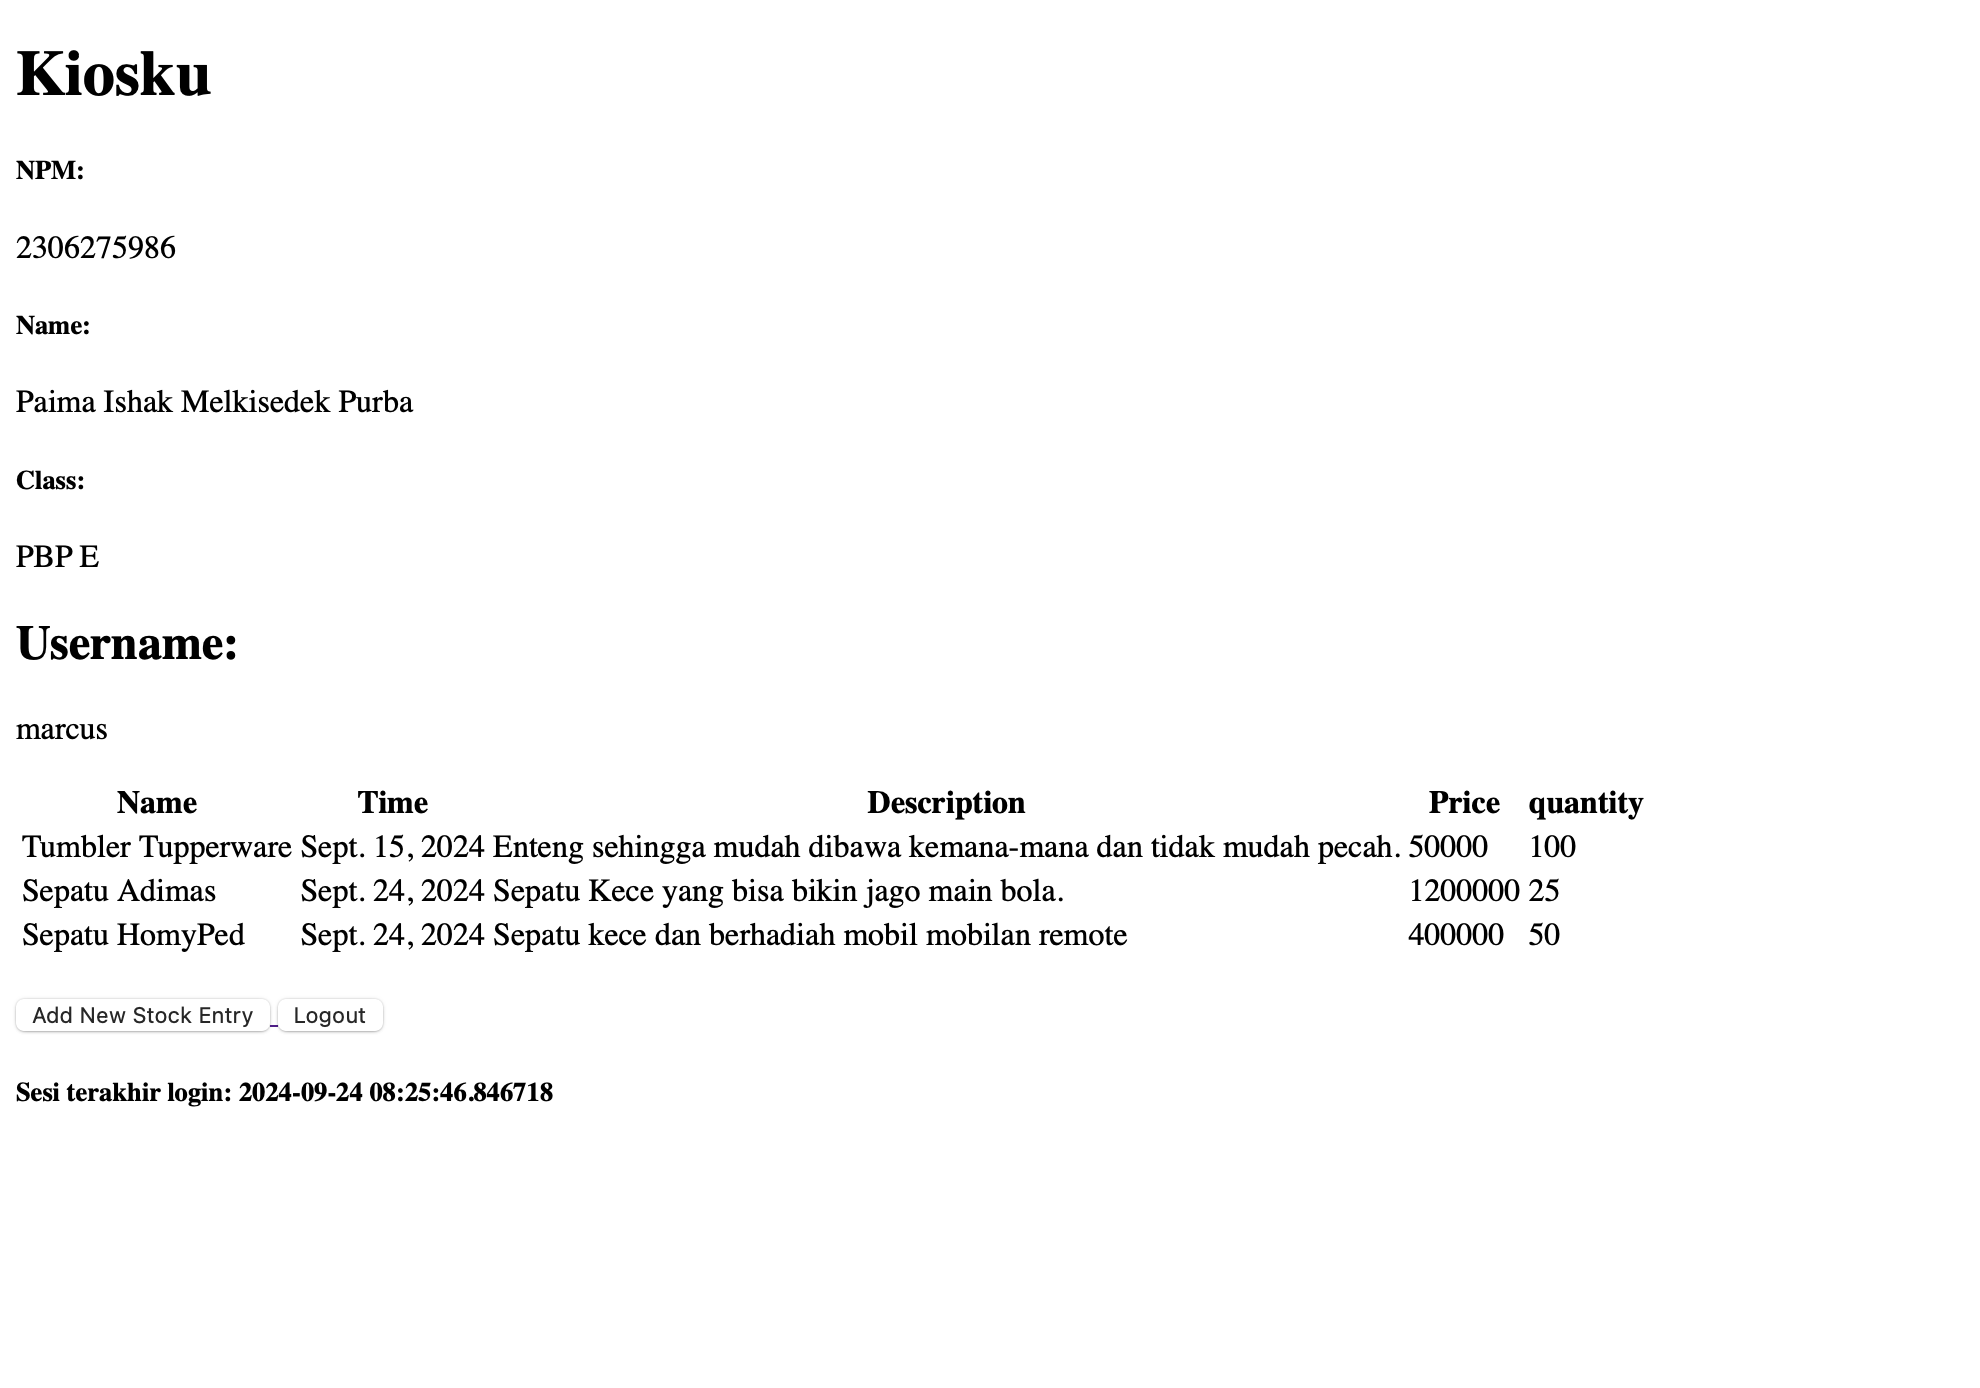 Kiosku
NPM:
2306275986
Name:
Paima Ishak Melkisedek Purba
Class:
PBP E
Username:
marcus
Name Time Description Price quantity
Tumbler Tupperware Sept. 15, 2024 Enteng sehingga mudah dibawa kemana-mana dan tidak mudah pecah. 50000 100
Sepatu Adimas Sept. 24, 2024 Sepatu Kece yang bisa bikin jago main bola. 1200000 25
Sepatu HomyPed Sept. 24, 2024 Sepatu kece dan berhadiah mobil mobilan remote 400000 50
Add New Stock Entry Logout
Sesi terakhir login: 2024-09-24 08:25:46.846718